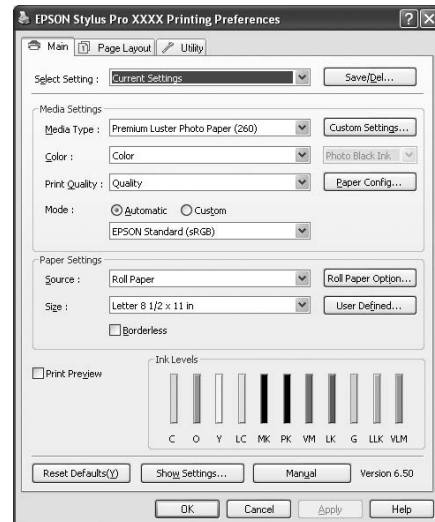 EPSON Stylus Pro XXXX Printing Preferences
Main Page Layout Utility
Select Setting : Current Settings Save/Del...
Media Settings
Media Type : Premium Luster Photo Paper (260) Custom Settings...
Color : Color Photo Black Ink
Print Quality : Quality Paper Config...
Mode : Automatic Custom
EPSON Standard (sRGB)
Paper Settings
Source : Roll Paper Roll Paper Option...
Size : Letter 8 1/2 x 11 in User Defined...
Borderless
Print Preview
Ink Levels
C O Y LC MK PK VM LK G LLK VLM
Reset Defaults(Y) Show Settings... Manual Version 6.50
OK Cancel Apply Help